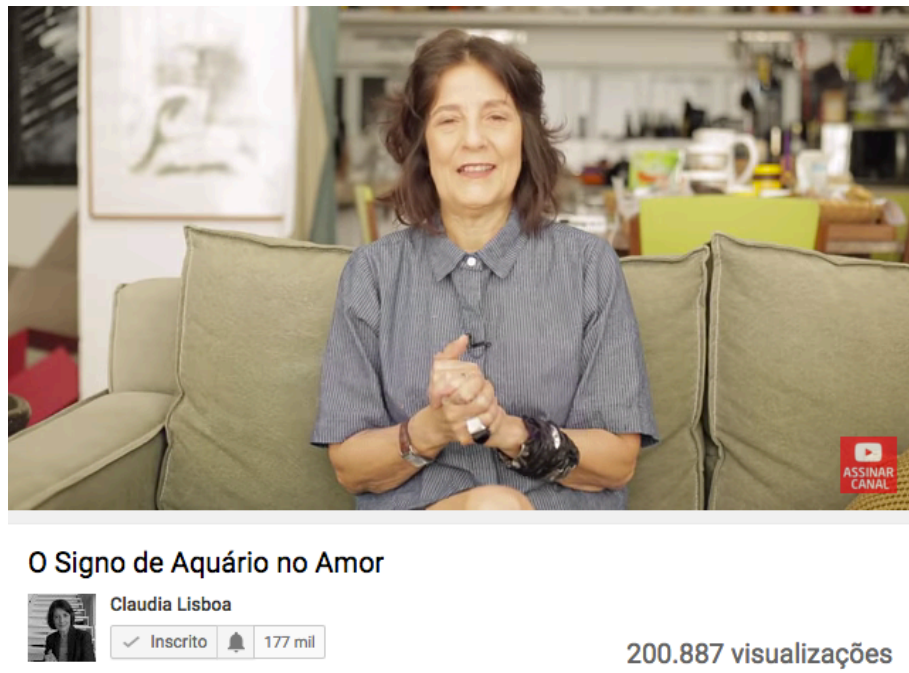 ASSINAR
CANAL
O Signo de Aquário no Amor
Claudia Lisboa
Inscrito
177 mil
200.887 visualizações